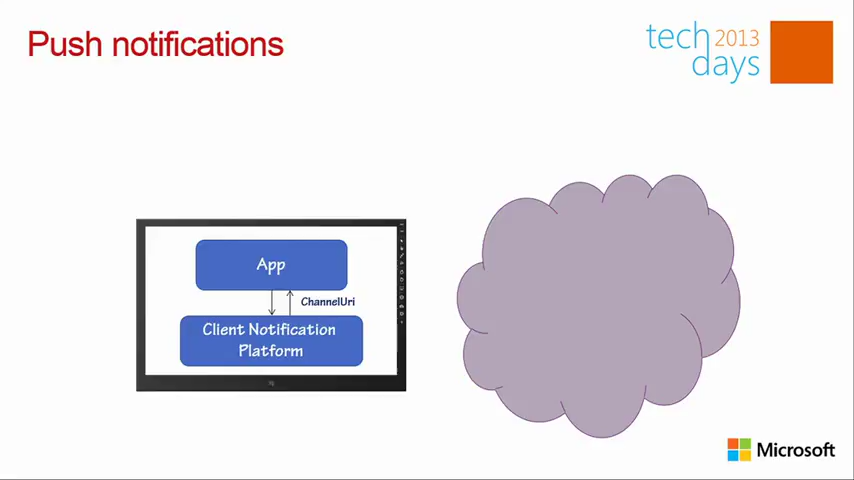 Push notifications
tech 2013
days
App
ChannelUri
Client Notification
Platform
Microsoft